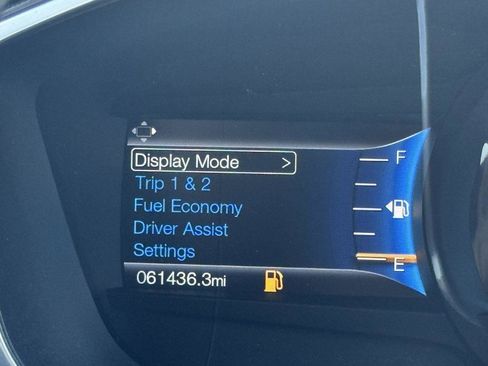 Display Mode >
Trip 1 & 2
Fuel Economy
Driver Assist
Settings
061436.3mi
F
E